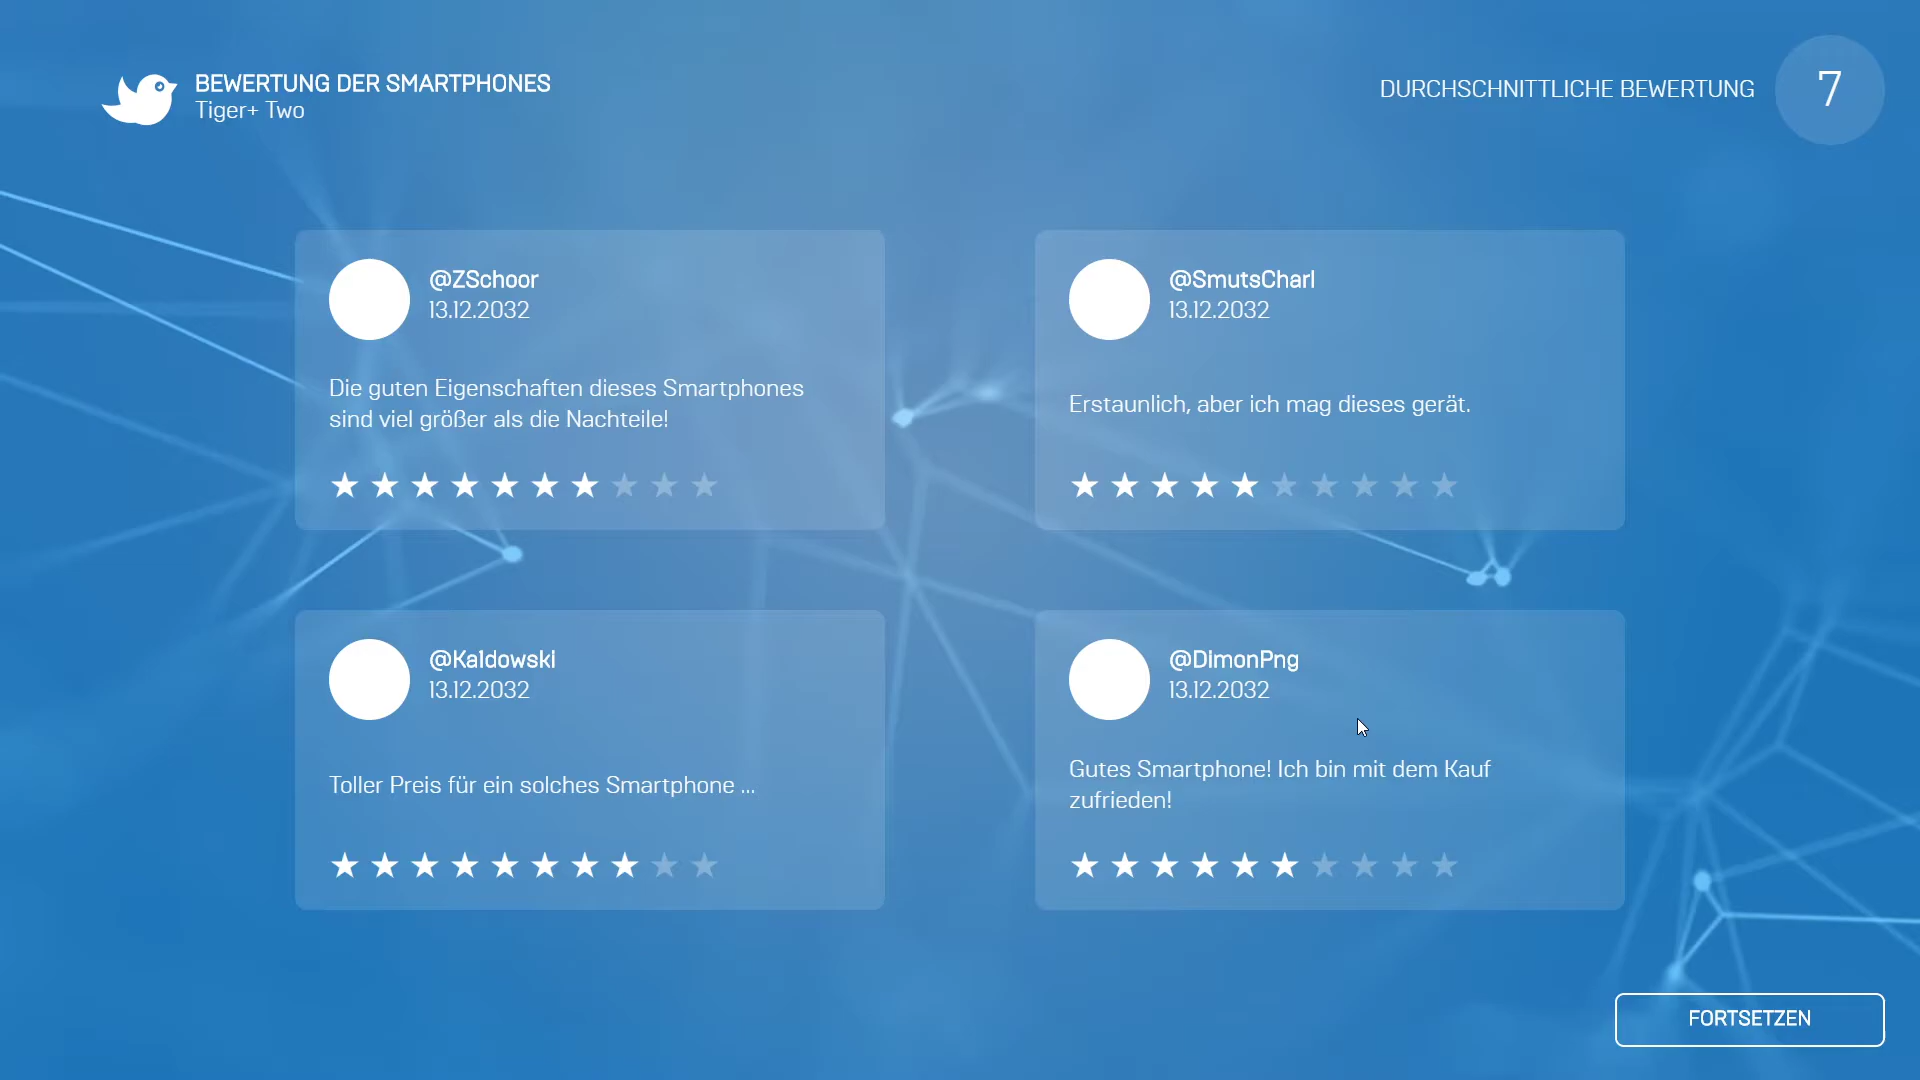 BEWERTUNG DER SMARTPHONES
Tiger+ Two
DURCHSCHNITTLICHE BEWERTUNG
7
@ZSchoor
13.12.2032
Die guten Eigenschaften dieses Smartphones
sind viel größer als die Nachteile!
@SmutsCharl
13.12.2032
Erstaunlich, aber ich mag dieses gerät.
@Kaldowski
13.12.2032
Toller Preis für ein solches Smartphone ...
@DimonPng
13.12.2032
Gutes Smartphone! Ich bin mit dem Kauf
zufrieden!
FORTSETZEN